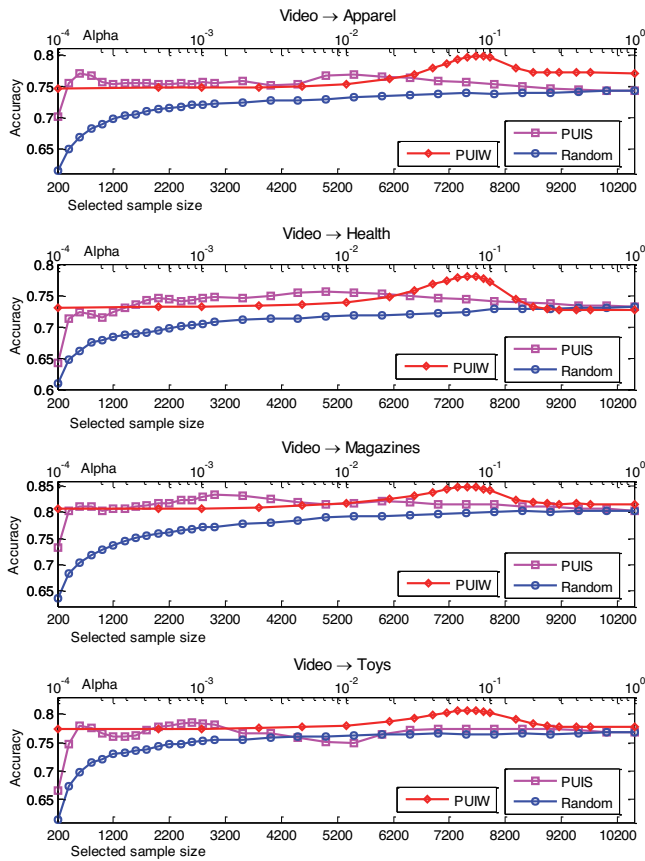 Video → Apparel
10^-4 Alpha 10^-3 10^-2 10^-1 10^0
Accuracy
0.8
0.75
0.7
0.65
PUIW
PUIS
Random
200 1200 2200 3200 4200 5200 6200 7200 8200 9200 10200
Selected sample size
Video → Health
10^-4 Alpha 10^-3 10^-2 10^-1 10^0
Accuracy
0.8
0.75
0.7
0.65
0.6
PUIW
PUIS
Random
200 1200 2200 3200 4200 5200 6200 7200 8200 9200 10200
Selected sample size
Video → Magazines
10^-4 Alpha 10^-3 10^-2 10^-1 10^0
Accuracy
0.85
0.8
0.75
0.7
0.65
PUIW
PUIS
Random
200 1200 2200 3200 4200 5200 6200 7200 8200 9200 10200
Selected sample size
Video → Toys
10^-4 Alpha 10^-3 10^-2 10^-1 10^0
Accuracy
0.8
0.75
0.7
0.65
PUIW
PUIS
Random
200 1200 2200 3200 4200 5200 6200 7200 8200 9200 10200
Selected sample size